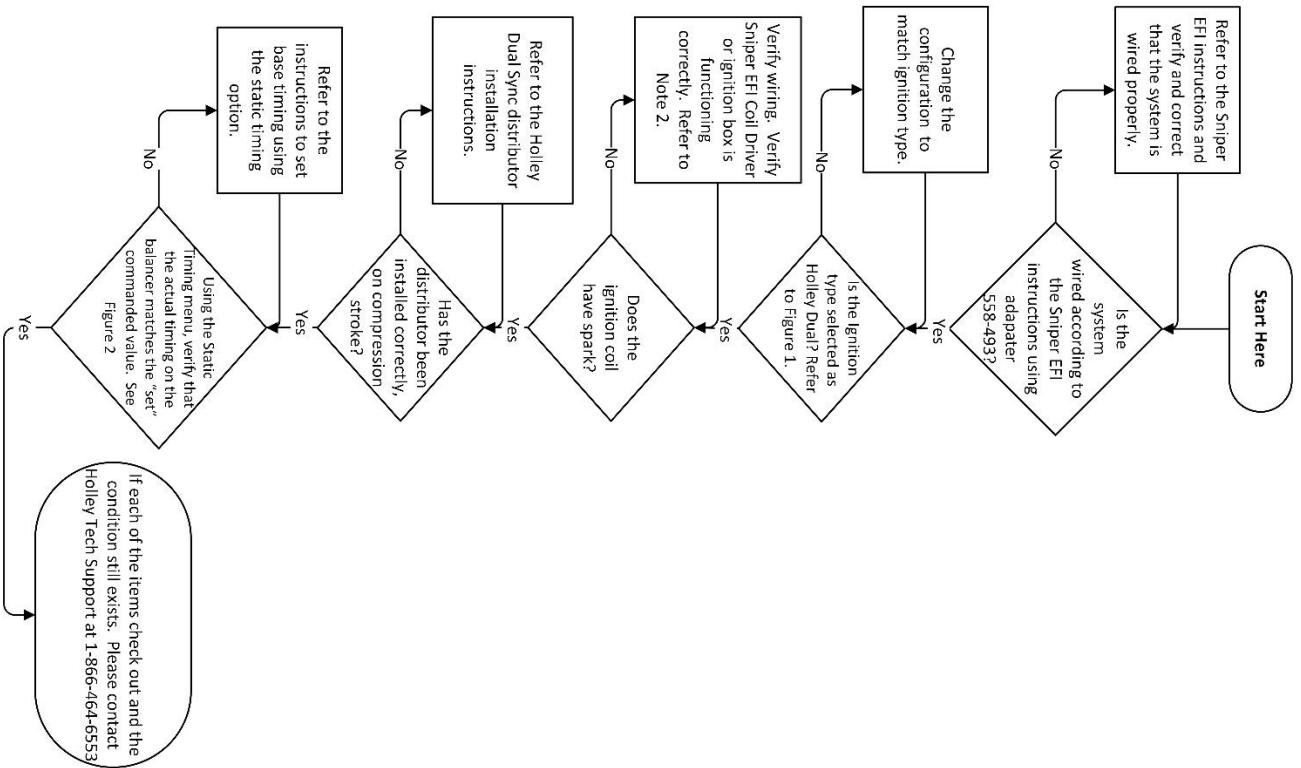 Start Here
Is the
system
wired according to
the Sniper EFI
instructions using
adapater
558-493?
No
Refer to the Sniper
EFI instructions and
verify and correct
that the system is
wired properly.
Yes
Is the Ignition
type selected as
Holley Dual? Refer
to Figure 1.
No
Change the
configuration to
match ignition type.
Yes
Does the
ignition coil
have spark?
No
Verify wiring. Verify
Sniper EFI Coil Driver
or ignition box is
functioning
correctly. Refer to
Note 2.
Yes
Has the
distributor been
installed correctly,
on compression
stroke?
No
Refer to the Holley
Dual Sync distributor
installation
instructions.
Yes
Using the Static
Timing menu, verify that
the actual timing on the
balancer matches the “set”
commanded value. See
Figure 2
No
Refer to the
instructions to set
base timing using
the static timing
option.
Yes
If each of the items check out and the
condition still exists. Please contact
Holley Tech Support at 1-866-464-6553